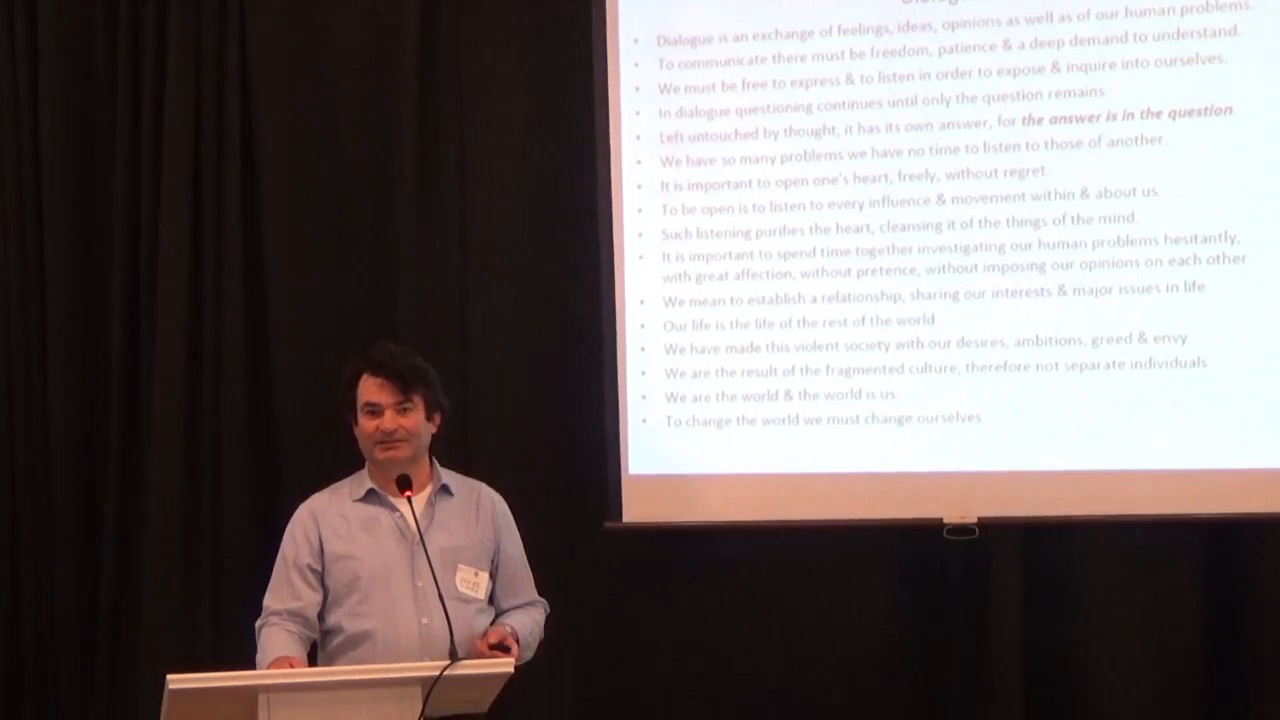 • Dialogue is an exchange of feelings, ideas, opinions as well as of our human problems.
• To communicate there must be freedom, patience & a deep demand to understand.
• We must be free to express & to listen in order to expose & inquire into ourselves.
• In dialogue questioning continues until only the question remains
• Left untouched by thought, it has its own answer, for the answer is in the question.
• We have so many problems we have no time to listen to those of another
• It is important to open one's heart, freely, without regret.
• To be open is to listen to every influence & movement within & about us
• Such listening purifies the heart, cleansing it of the things of the mind.
• It is important to spend time together investigating our human problems hesitantly,
with great affection, without pretence, without imposing our opinions on each other
• We mean to establish a relationship, sharing our interests & major issues in life
• Our life is the life of the rest of the world
• We have made this violent society with our desires, ambitions, greed & envy
• We are the result of the fragmented culture, therefore not separate individuals
• We are the world & the world is us
• To change the world we must change ourselves